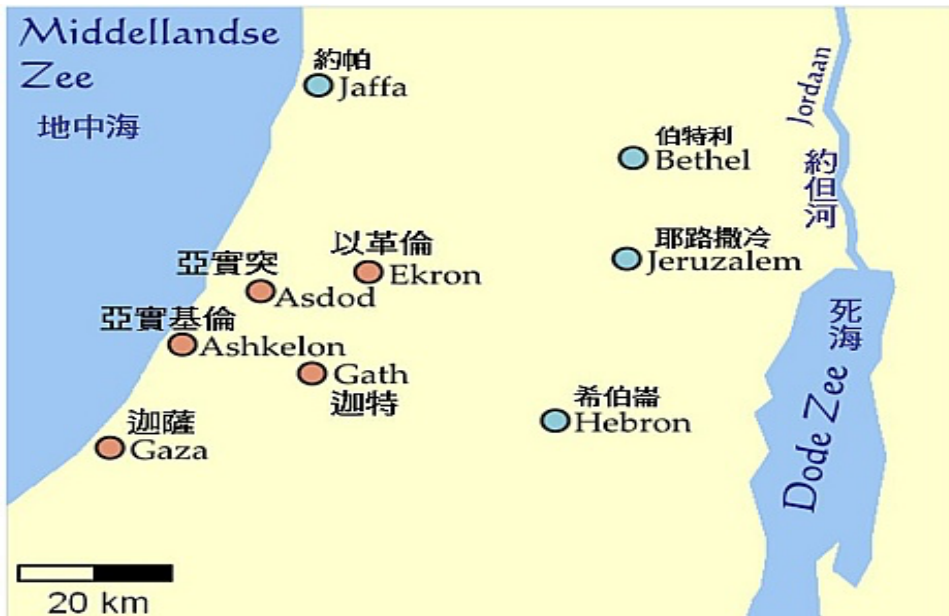 Middellandse
Zee
地中海
約帕
Jaffa
Jordaan
約但河
伯特利
Bethel
耶路撒冷
Jeruzalem
以革倫
Ekron
亞實突
Asdod
亞實基倫
Ashkelon
Gath
迦特
迦薩
Gaza
希伯崙
Hebron
死海
Dode Zee
20 km